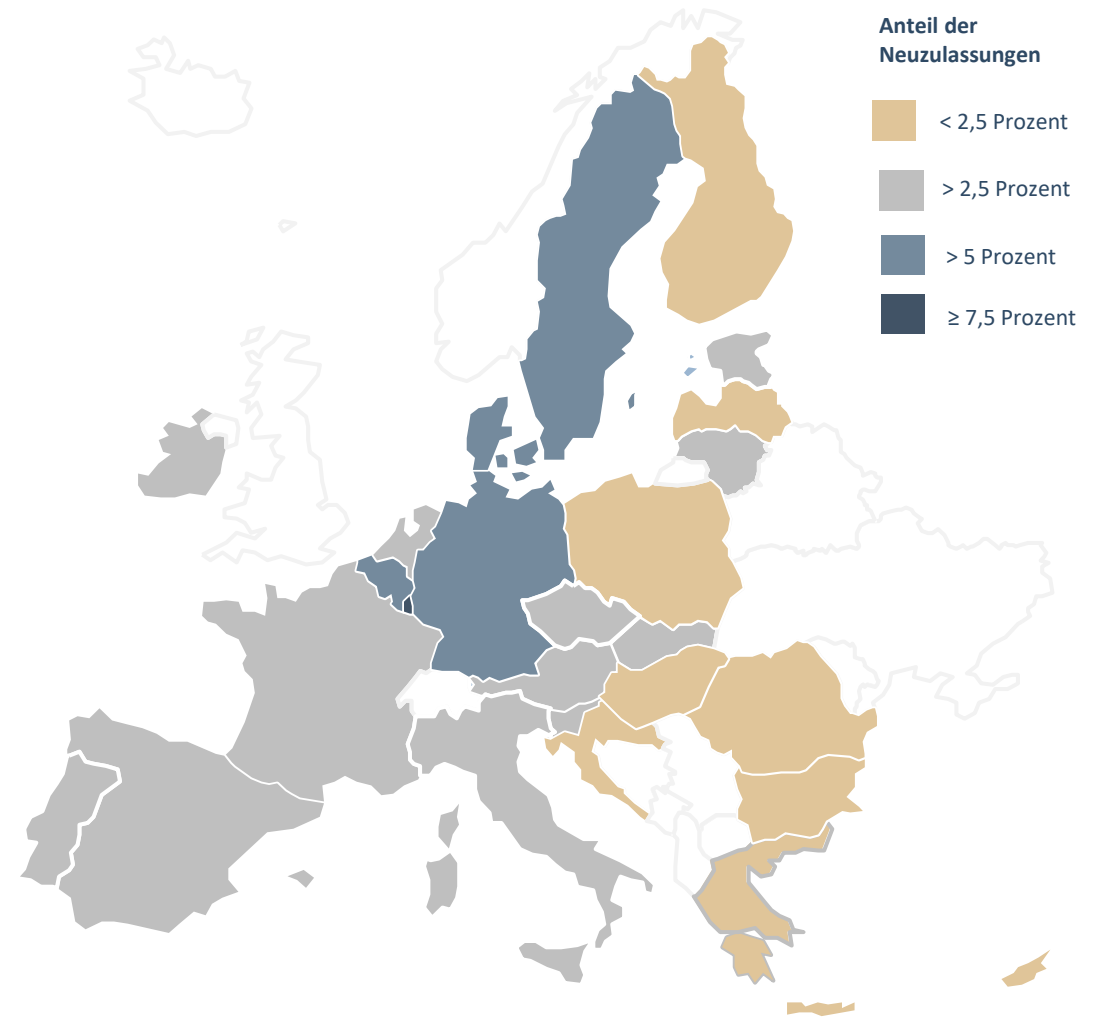 Anteil der
Neuzulassungen
< 2,5 Prozent
> 2,5 Prozent
> 5 Prozent
≥ 7,5 Prozent